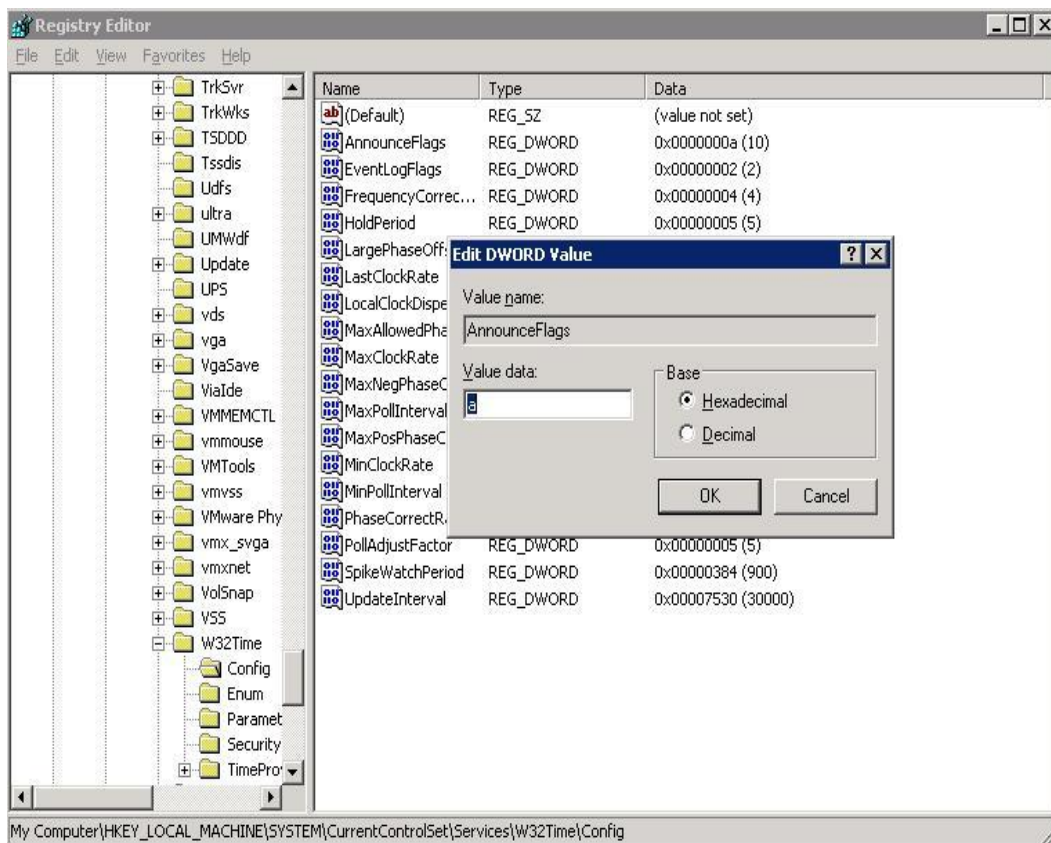 Registry Editor
File Edit View Favorites Help
TrkSvr
TrkWks
TSDDD
Tssdis
Udfs
ultra
UMWdf
Update
UPS
vds
vga
VgaSave
ViaIde
VMMEMCTL
vmmouse
VMTools
vmvss
VMware Phy
vmx_svga
vmxnet
VolSnap
VSS
W32Time
Config
Enum
Paramet
Security
TimePro
Name Type Data
(Default) REG_SZ (value not set)
AnnounceFlags REG_DWORD 0x0000000a (10)
EventLogFlags REG_DWORD 0x00000002 (2)
FrequencyCorrec... REG_DWORD 0x00000004 (4)
HoldPeriod REG_DWORD 0x00000005 (5)
LargePhaseOff
LastClockRate
LocalClockDispe
MaxAllowedPha
MaxClockRate
MaxNegPhaseC
MaxPollInterval
MaxPosPhaseC
MinClockRate
MinPollInterval
PhaseCorrectR
PollAdjustFactor REG_DWORD 0x00000005 (5)
SpikeWatchPeriod REG_DWORD 0x00000384 (900)
UpdateInterval REG_DWORD 0x00007530 (30000)
Edit DWORD Value
Value name:
AnnounceFlags
Value data:
a
Base
Hexadecimal
Decimal
OK Cancel
My Computer\HKEY_LOCAL_MACHINE\SYSTEM\CurrentControlSet\Services\W32Time\Config